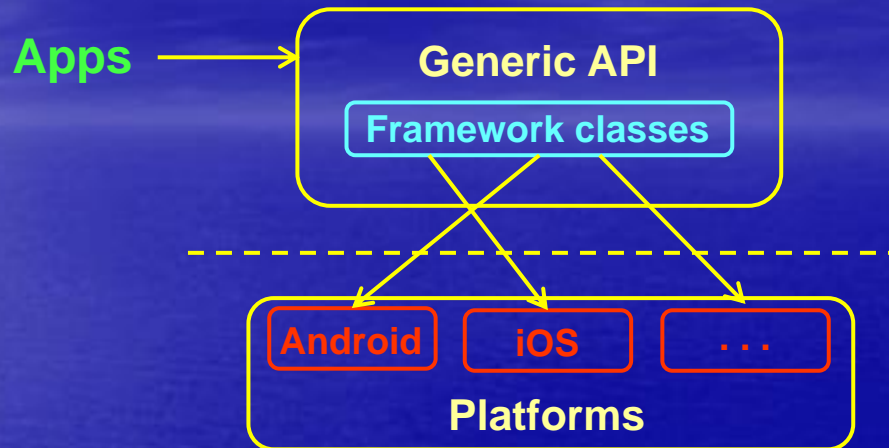 Apps
Generic API
Framework classes
Android
iOS
. . .
Platforms